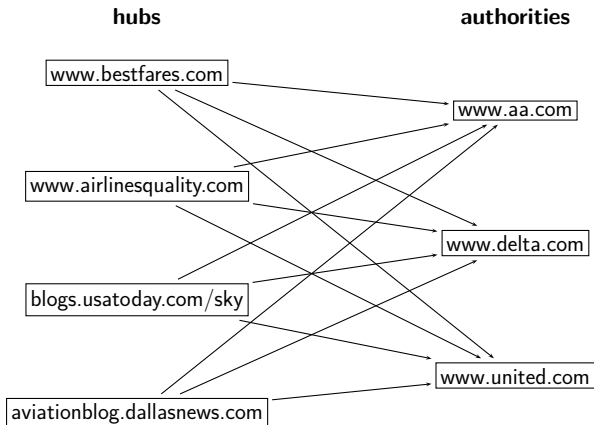 hubs
authorities
www.bestfares.com
www.aa.com
www.airlinesquality.com
www.delta.com
blogs.usatoday.com/sky
www.united.com
aviationblog.dallasnews.com